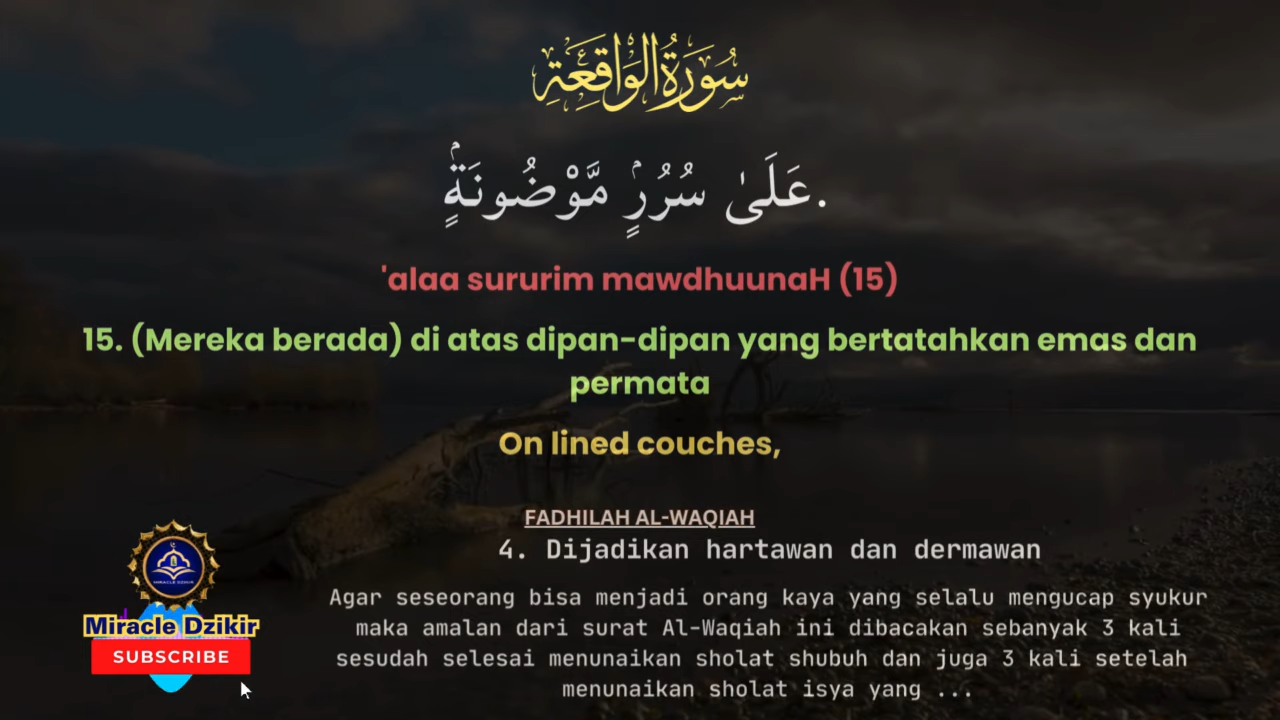 سُورَةُ الْوَاقِعَةِ
عَلَىٰ سُرُرٍۢ مَّوْضُونَةٍۢ.
'alaa sururim mawdhuunaH (15)
15. (Mereka berada) di atas dipan-dipan yang bertatahkan emas dan
permata
On lined couches,
FADHILAH AL-WAQIAH
4. Dijadikan hartawan dan dermawan
Agar seseorang bisa menjadi orang kaya yang selalu mengucap syukur
maka amalan dari surat Al-Waqiah ini dibacakan sebanyak 3 kali
sesudah selesai menunaikan sholat shubuh dan juga 3 kali setelah
menunaikan sholat isya yang ...
MIRACLE DZIKIR
Miracle Dzikir
SUBSCRIBE